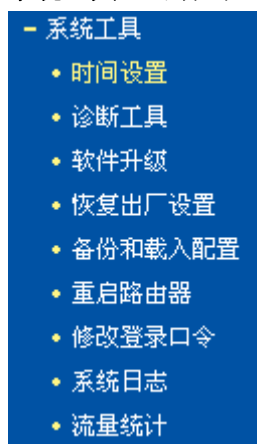 − 系统工具
• 时间设置
• 诊断工具
• 软件升级
• 恢复出厂设置
• 备份和载入配置
• 重启路由器
• 修改登录口令
• 系统日志
• 流量统计